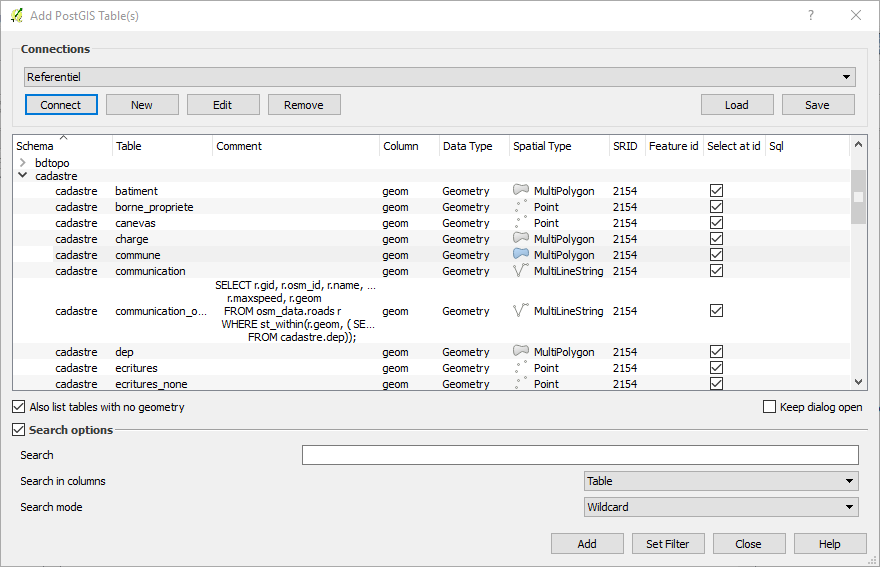 Add PostGIS Table(s)
Connections
Referentiel
Connect New Edit Remove Load Save
Schema Table Comment Column Data Type Spatial Type SRID Feature id Select at id Sql
bdtopo
cadastre
cadastre batiment geom Geometry MultiPolygon 2154
cadastre borne_propriete geom Geometry Point 2154
cadastre canevas geom Geometry Point 2154
cadastre charge geom Geometry MultiPolygon 2154
cadastre commune geom Geometry MultiPolygon 2154
cadastre communication geom Geometry MultiLineString 2154
SELECT r.gid, r.osm_id, r.name, ...
r.maxspeed, r.geom
cadastre communication_o... FROM osm_data.roads r geom Geometry MultiLineString 2154
WHERE st_within(r.geom, ( SE...
FROM cadastre.dep));
cadastre dep geom Geometry MultiPolygon 2154
cadastre ecritures geom Geometry Point 2154
cadastre ecritures_none geom Geometry Point 2154
Also list tables with no geometry Keep dialog open
Search options
Search
Search in columns Table
Search mode Wildcard
Add Set Filter Close Help